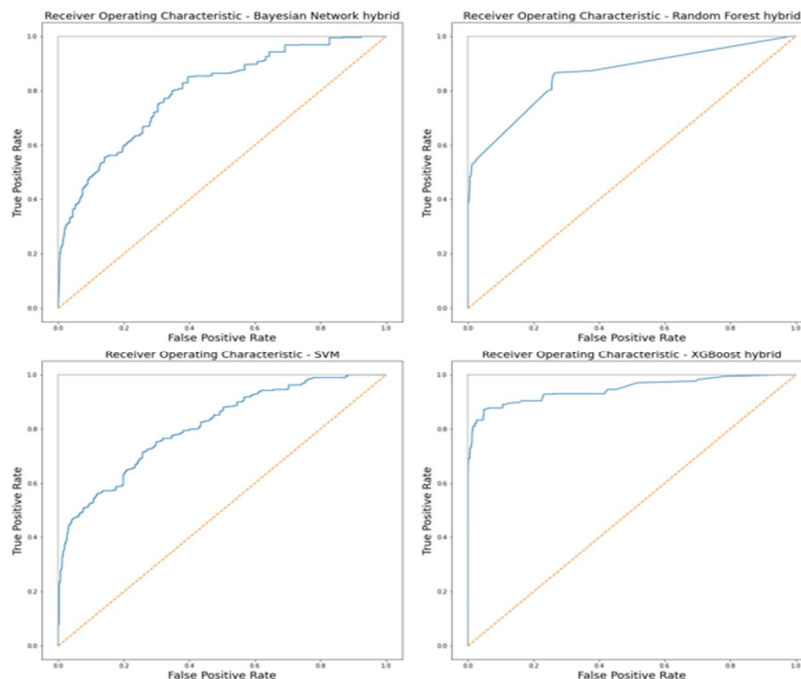 Receiver Operating Characteristic - Bayesian Network hybrid
1.0
0.8
0.6
0.4
0.2
0.0
True Positive Rate
0.0 0.2 0.4 0.6 0.8 1.0
False Positive Rate
Receiver Operating Characteristic - Random Forest hybrid
1.0
0.8
0.6
0.4
0.2
0.0
True Positive Rate
0.0 0.2 0.4 0.6 0.8 1.0
False Positive Rate
Receiver Operating Characteristic - SVM
1.0
0.8
0.6
0.4
0.2
0.0
True Positive Rate
0.0 0.2 0.4 0.6 0.8 1.0
False Positive Rate
Receiver Operating Characteristic - XGBoost hybrid
1.0
0.8
0.6
0.4
0.2
0.0
True Positive Rate
0.0 0.2 0.4 0.6 0.8 1.0
False Positive Rate